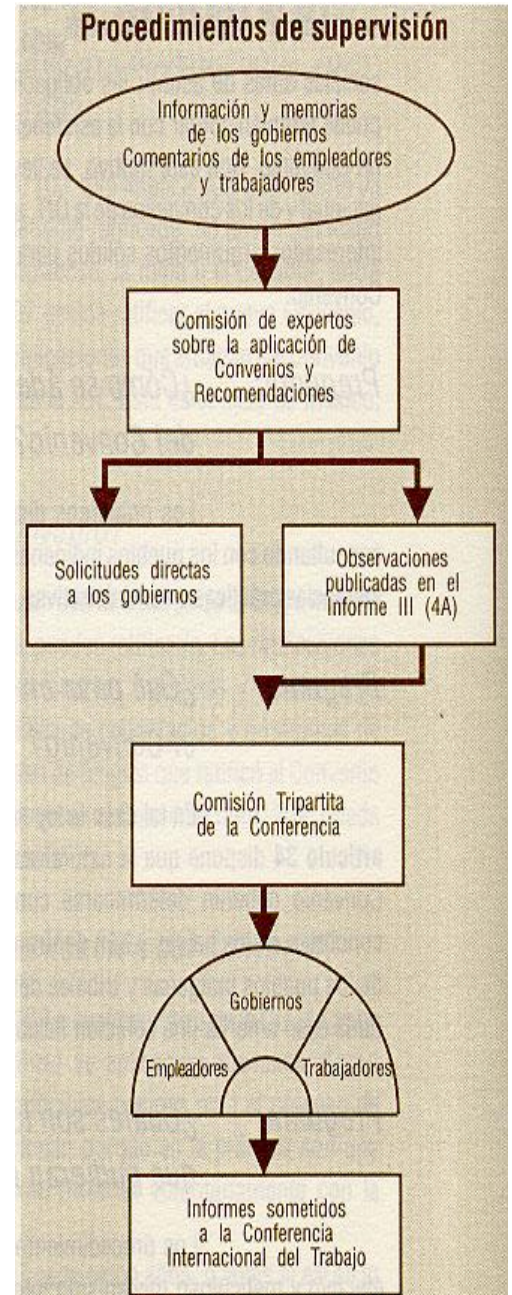 Procedimientos de supervisión
Información y memorias
de los gobiernos
Comentarios de los empleadores
y trabajadores
Comisión de expertos
sobre la aplicación de
Convenios y
Recomendaciones
Solicitudes directas
a los gobiernos
Observaciones
publicadas en el
Informe III (4A)
Comisión Tripartita
de la Conferencia
Gobiernos
Empleadores
Trabajadores
Informes sometidos
a la Conferencia
Internacional del Trabajo